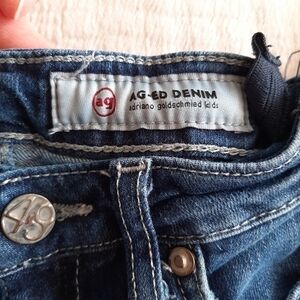 ag
AG-ED DENIM
adriano goldschmied kids